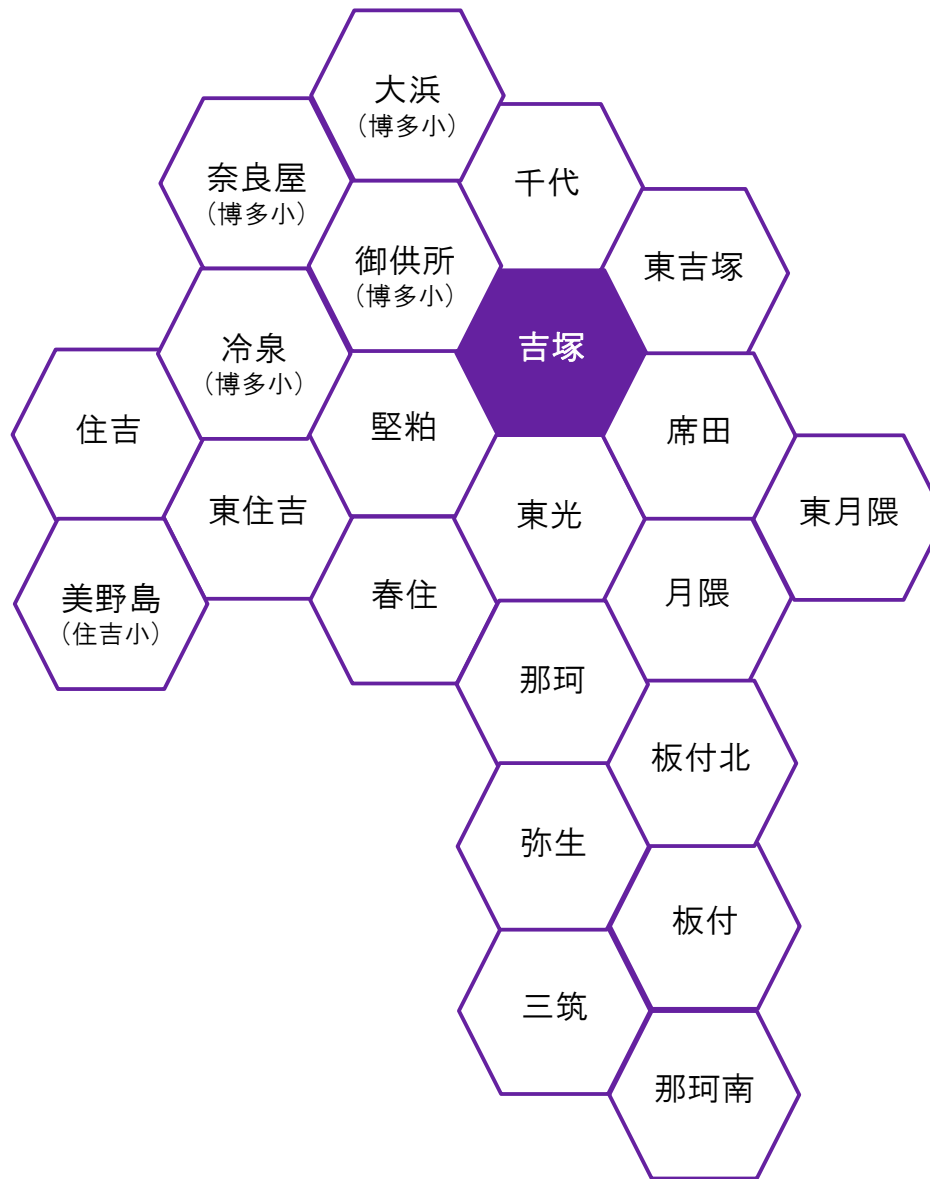 大浜
（博多小）
千代
奈良屋
（博多小）
御供所
（博多小）
東吉塚
吉塚
冷泉
（博多小）
住吉
堅粕
席田
東住吉
東光
東月隈
美野島
（住吉小）
春住
月隈
那珂
板付北
弥生
板付
三筑
那珂南